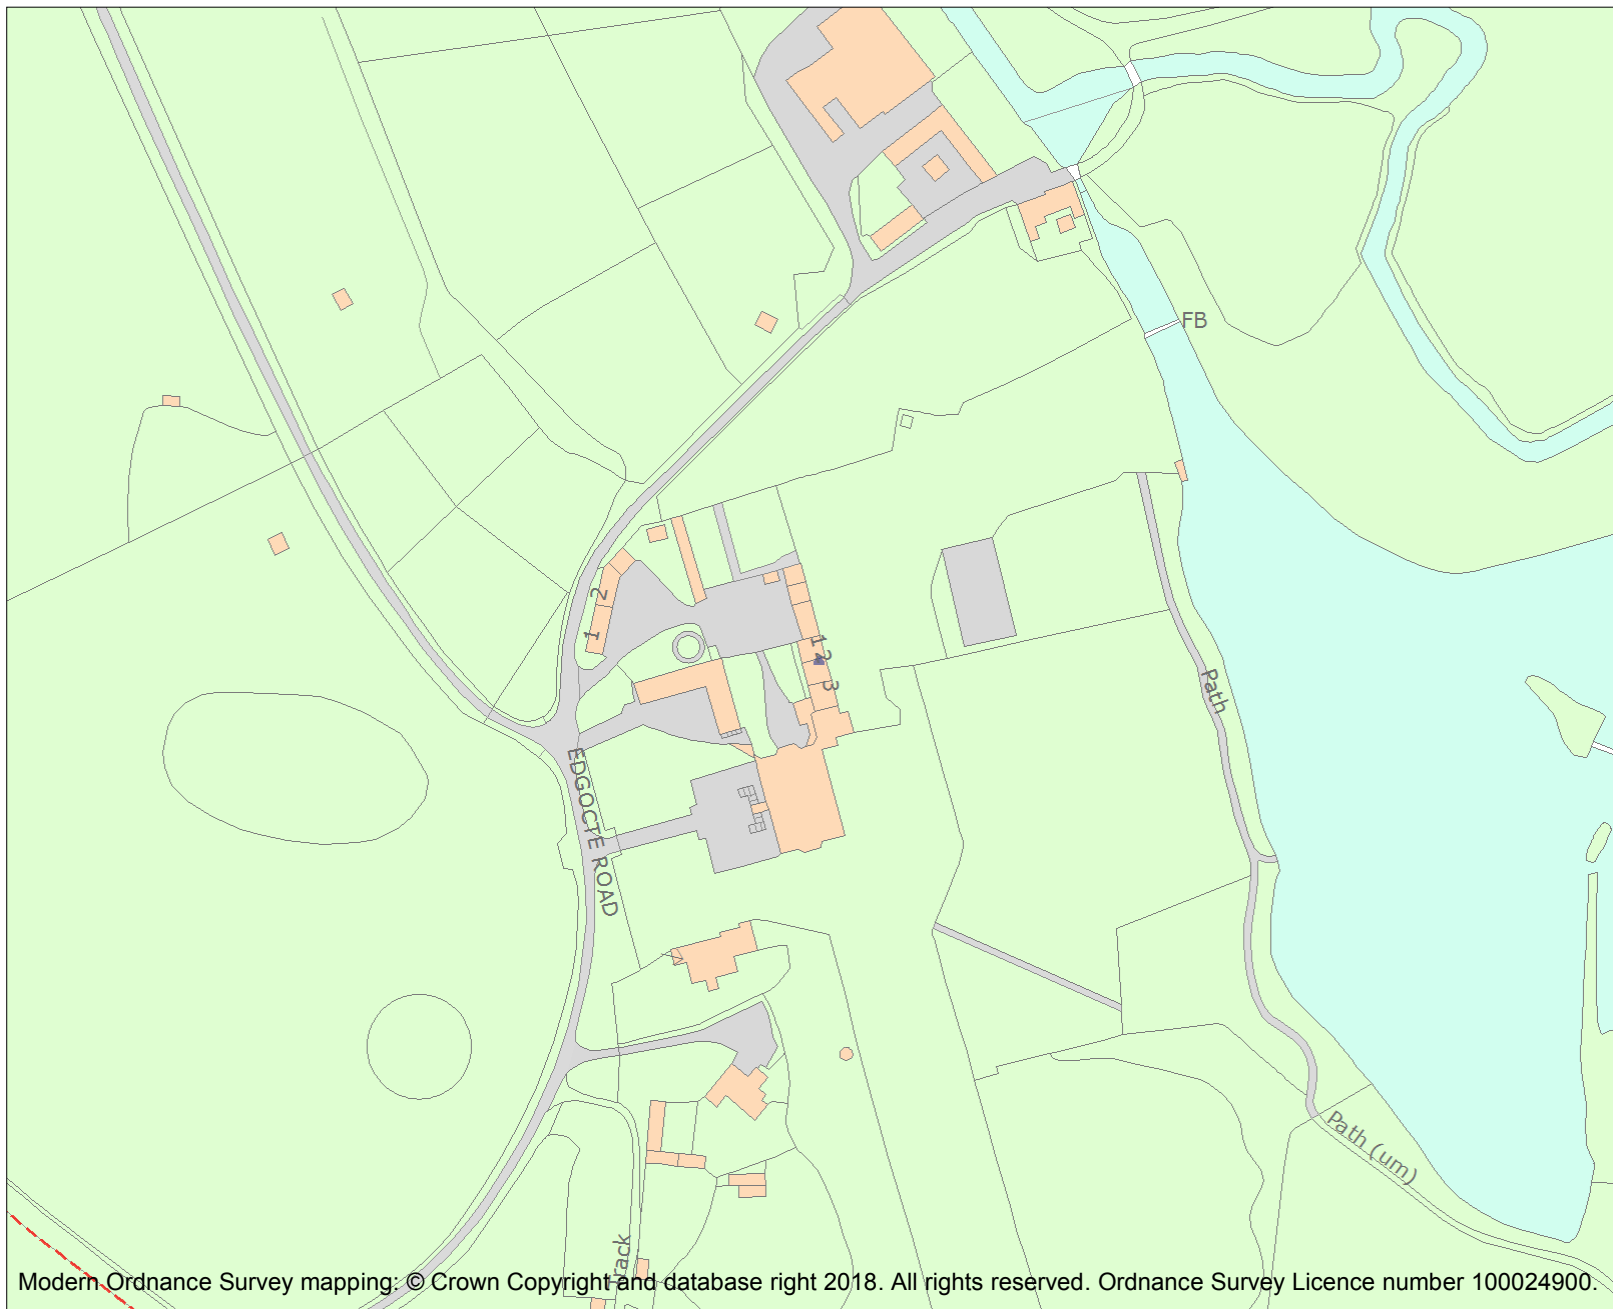 FB
2
1
1
2
3
Path
EDGOCTE ROAD
Path (um)
Track
Modern Ordnance Survey mapping: © Crown Copyright and database right 2018. All rights reserved. Ordnance Survey Licence number 100024900.